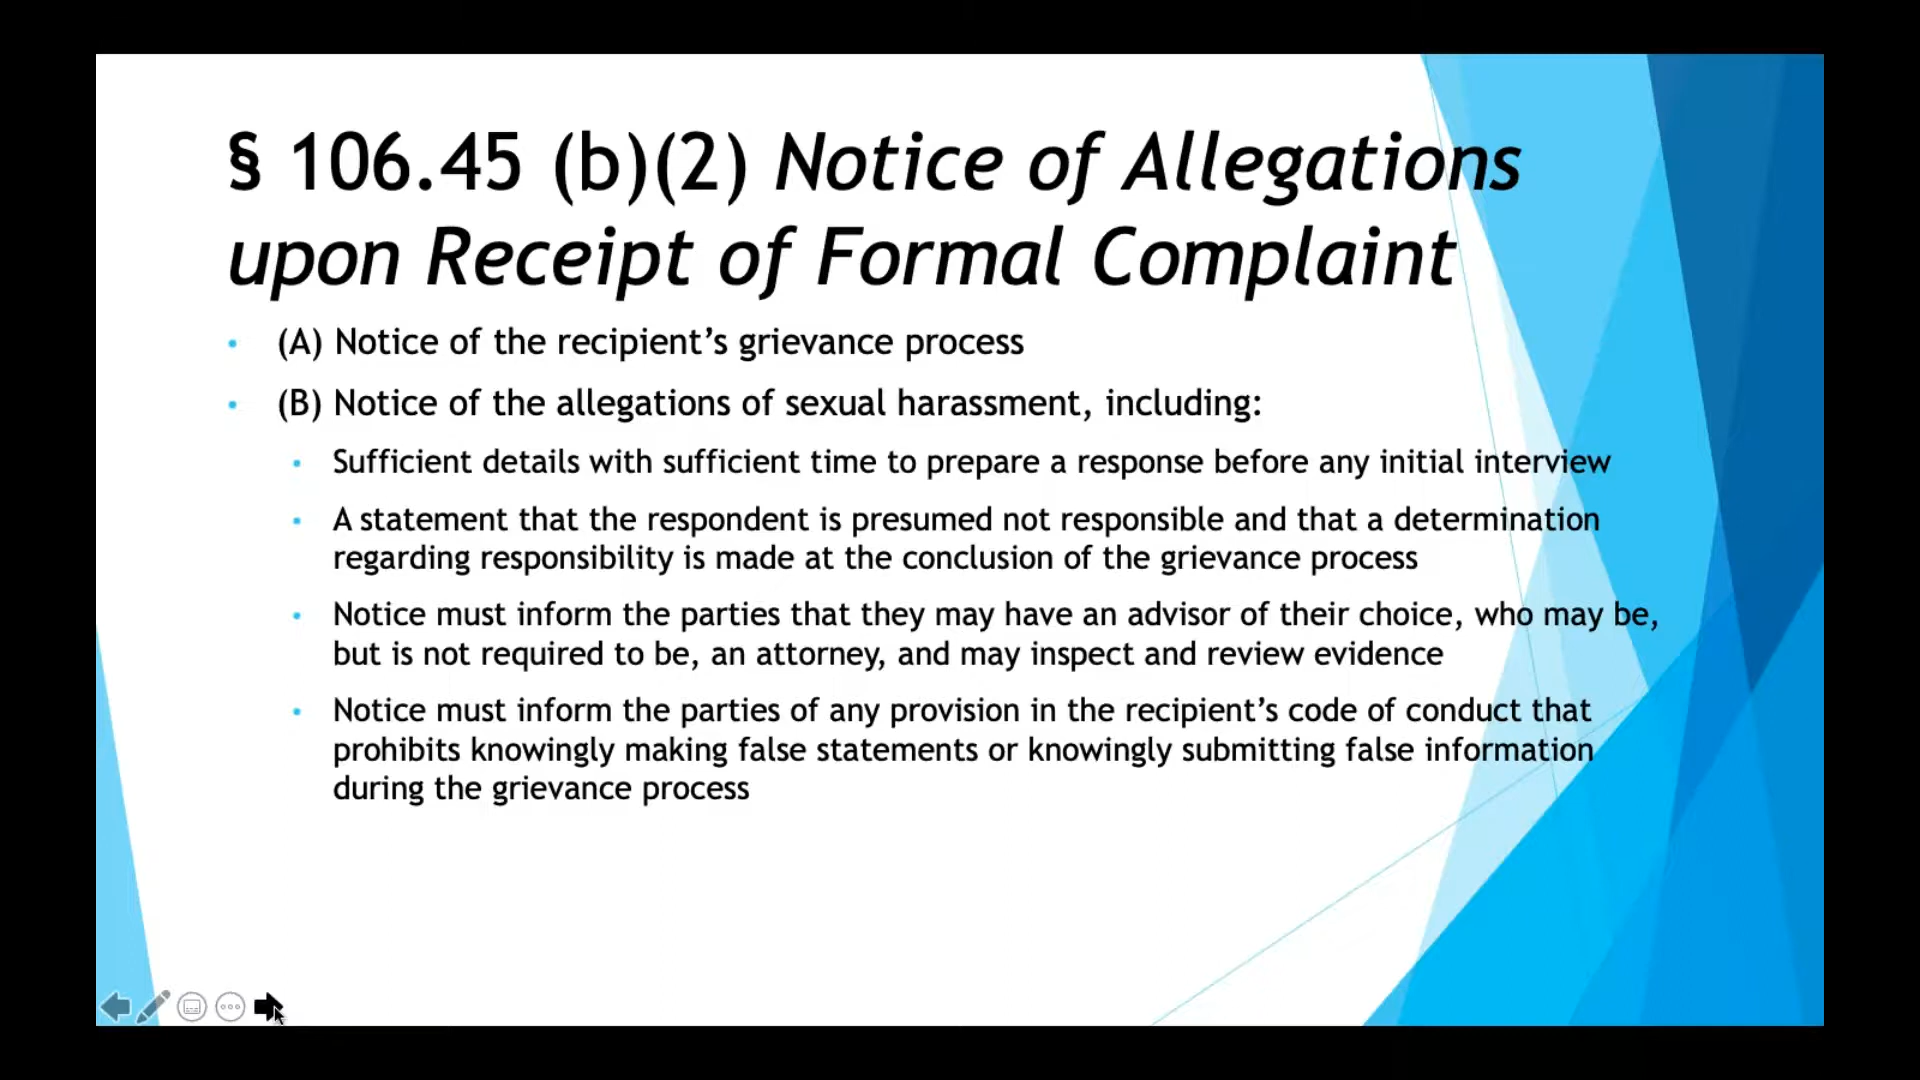 § 106.45 (b)(2) Notice of Allegations
upon Receipt of Formal Complaint
• (A) Notice of the recipient’s grievance process
• (B) Notice of the allegations of sexual harassment, including:
• Sufficient details with sufficient time to prepare a response before any initial interview
• A statement that the respondent is presumed not responsible and that a determination
regarding responsibility is made at the conclusion of the grievance process
• Notice must inform the parties that they may have an advisor of their choice, who may be,
but is not required to be, an attorney, and may inspect and review evidence
• Notice must inform the parties of any provision in the recipient’s code of conduct that
prohibits knowingly making false statements or knowingly submitting false information
during the grievance process